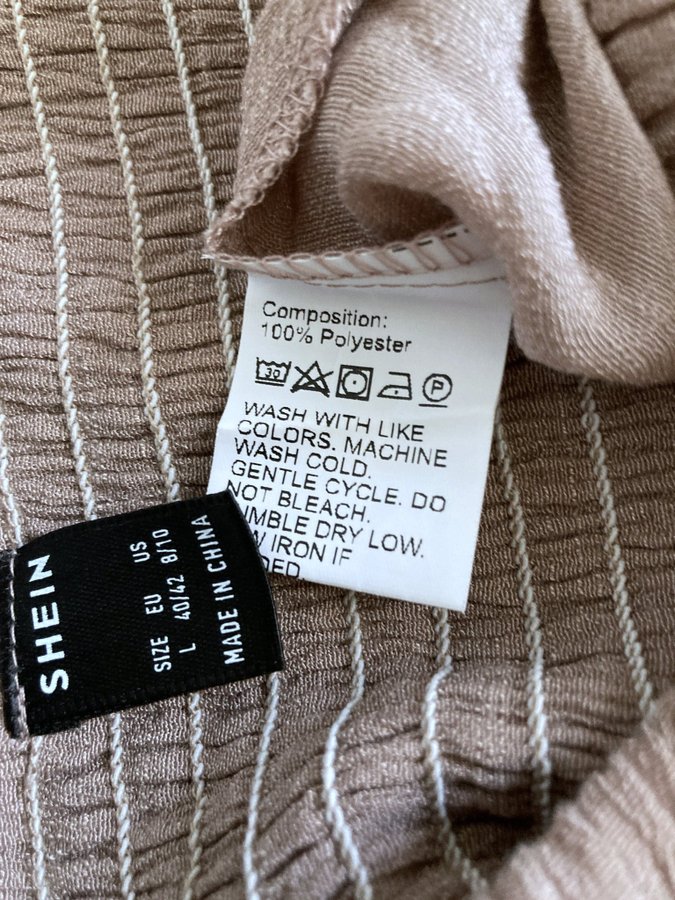 Composition:
100% Polyester
30
P
WASH WITH LIKE
COLORS. MACHINE
WASH COLD.
GENTLE CYCLE. DO
NOT BLEACH.
DRY LOW.
IRON IF
SHEIN
SIZE EU US
L 40/42 8/10
MADE IN CHINA